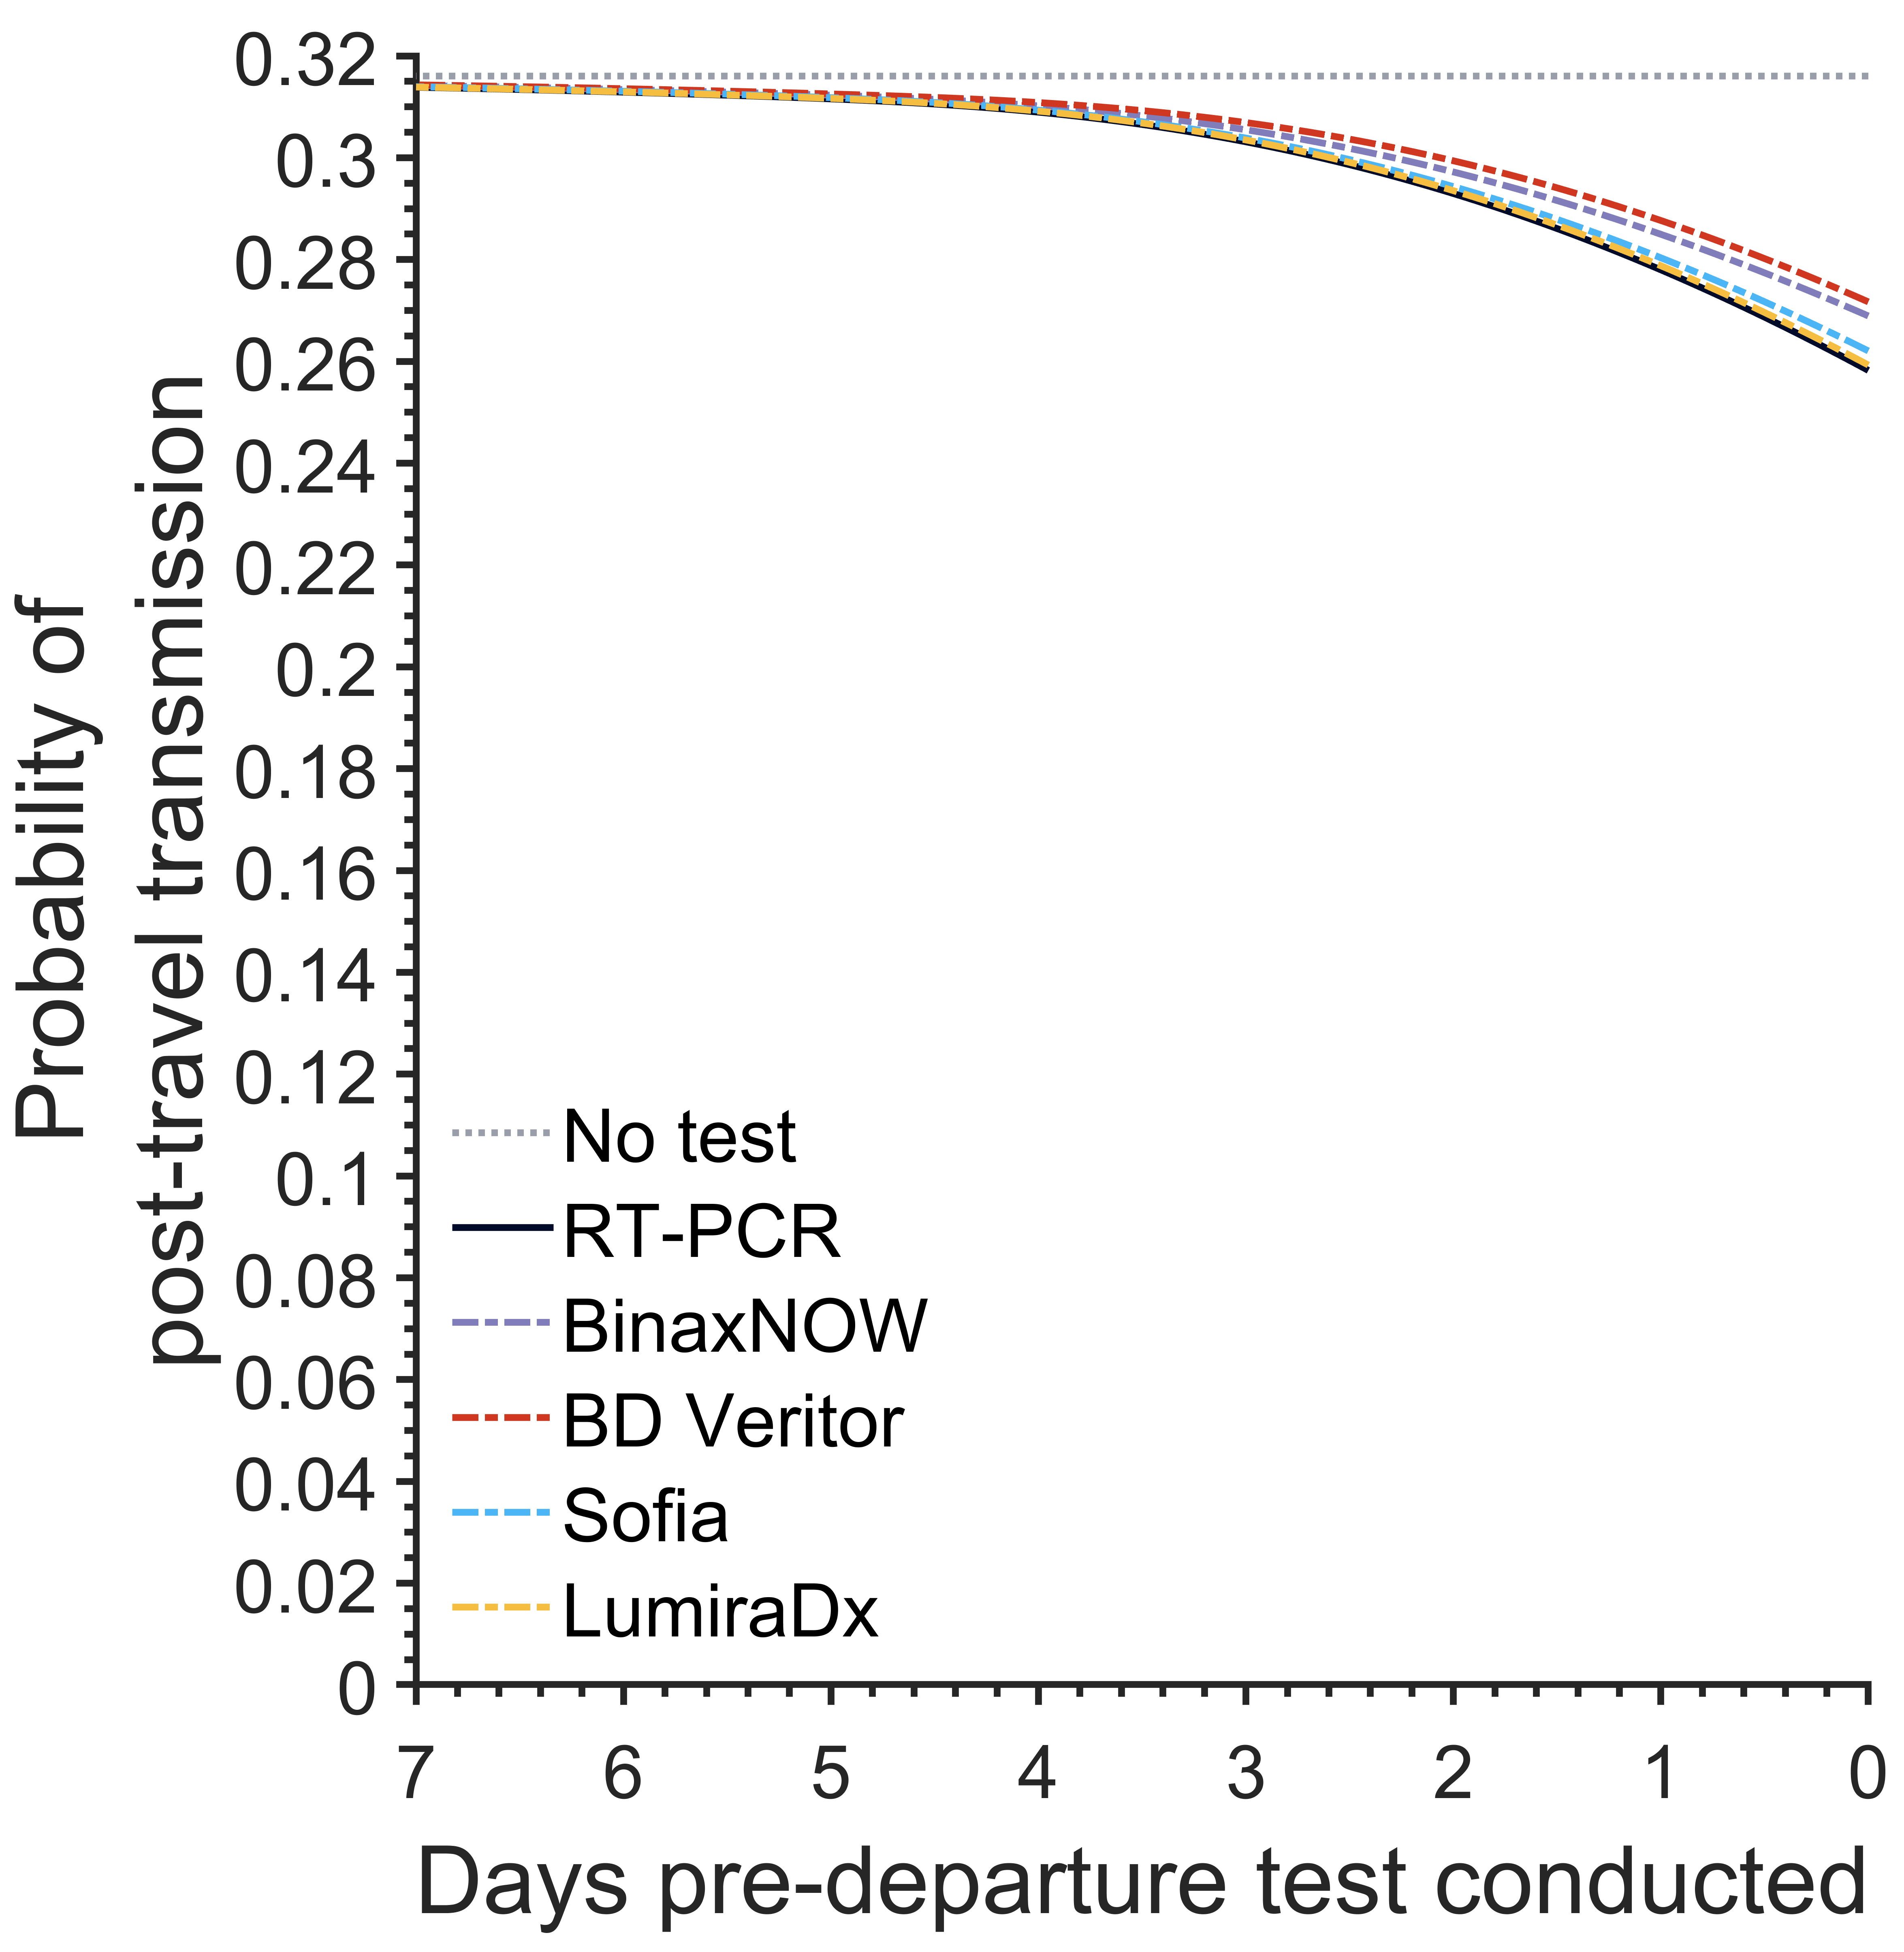 Probability of
post-travel transmission
0.32
0.3
0.28
0.26
0.24
0.22
0.2
0.18
0.16
0.14
0.12
0.1
0.08
0.06
0.04
0.02
0
No test
RT-PCR
BinaxNOW
BD Veritor
Sofia
LumiraDx
7 6 5 4 3 2 1 0
Days pre-departure test conducted